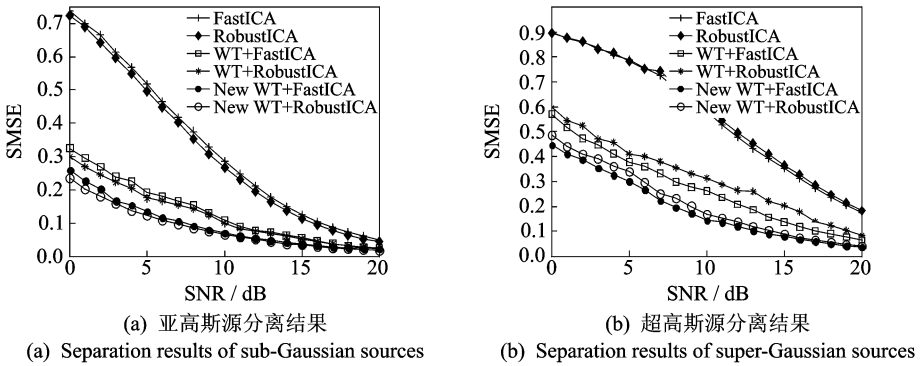 0.7
0.6
0.5
0.4
0.3
0.2
0.1
0
SMSE
FastICA
RobustICA
WT+FastICA
WT+RobustICA
New WT+FastICA
New WT+RobustICA
0 5 10 15 20
SNR / dB
(a) 亚高斯源分离结果
(a) Separation results of sub-Gaussian sources
1.0
0.9
0.8
0.7
0.6
0.5
0.4
0.3
0.2
0.1
0.0
SMSE
FastICA
RobustICA
WT+FastICA
WT+RobustICA
New WT+FastICA
New WT+RobustICA
0 5 10 15 20
SNR / dB
(b) 超高斯源分离结果
(b) Separation results of super-Gaussian sources